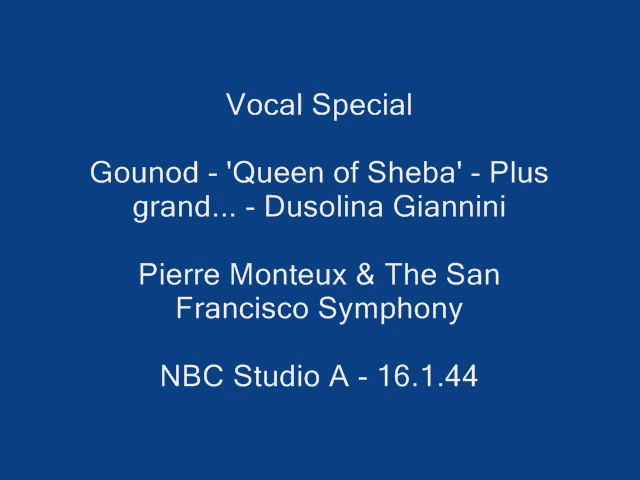 Vocal Special
Gounod - 'Queen of Sheba' - Plus
grand... - Dusolina Giannini
Pierre Monteux & The San
Francisco Symphony
NBC Studio A - 16.1.44